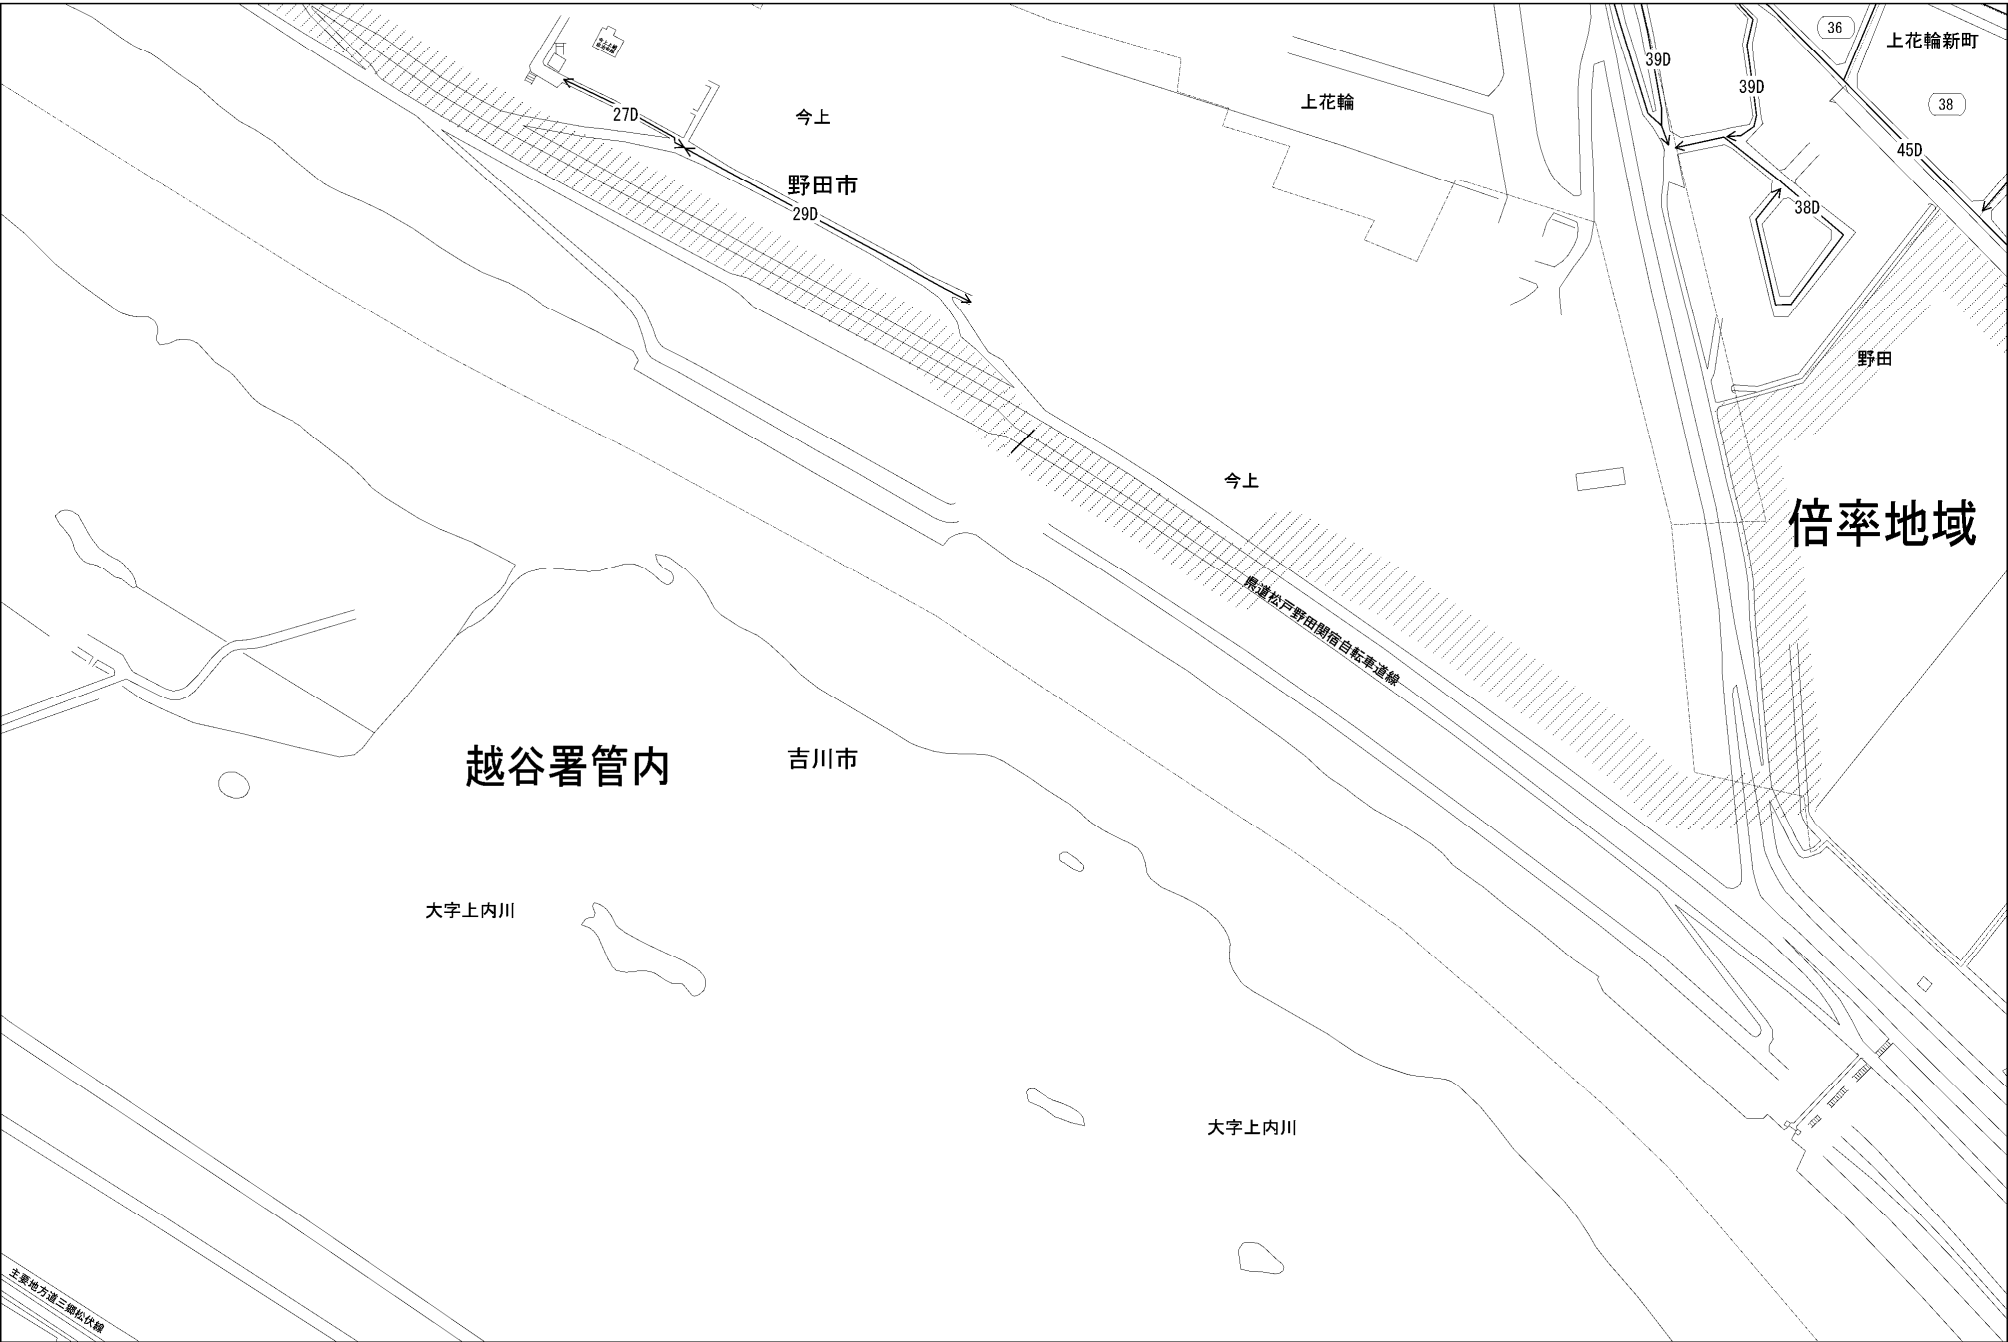 36
上花輪新町
39D
39D
38
上花輪
27D
今上
45D
野田市
29D
38D
野田
今上
倍率地域
県道松戸野田関宿自転車道線
越谷署管内
吉川市
大字上内川
大字上内川
主要地方道三郷松伏線